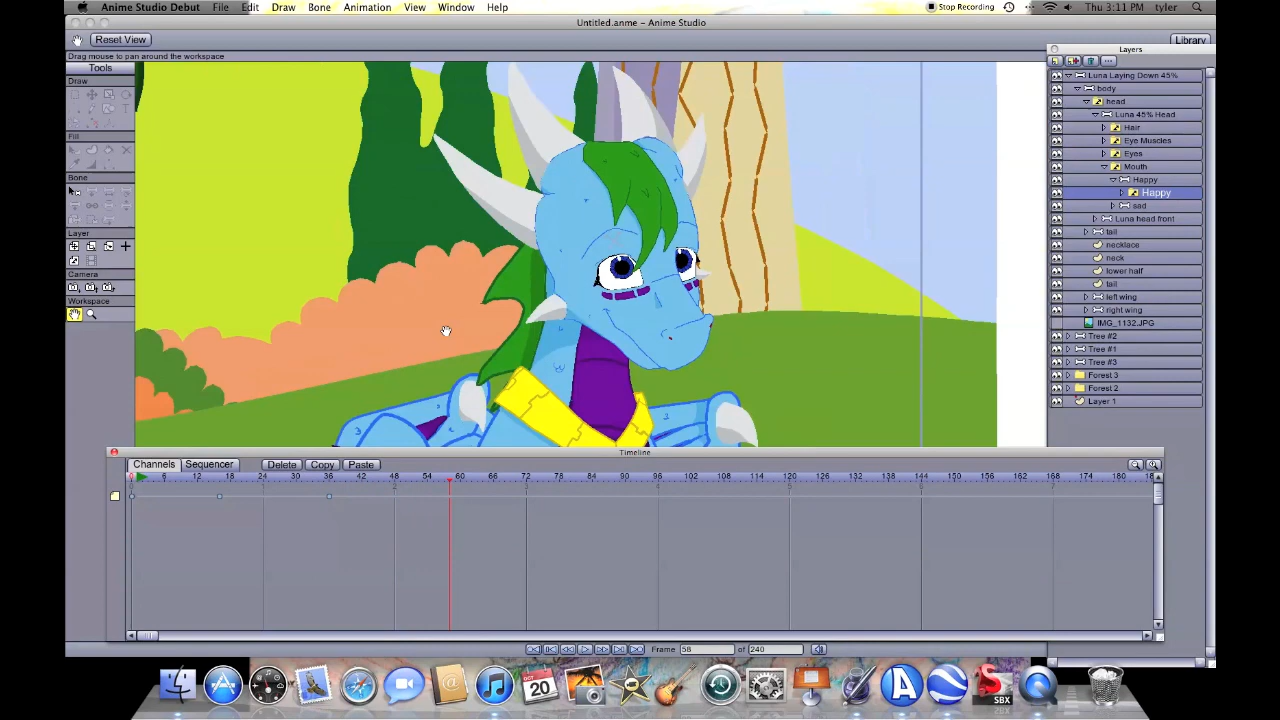 Anime Studio Debut File Edit Draw Bone Animation View Window Help Stop Recording Thu 3:11 PM tyler
Untitled.anme – Anime Studio
Reset View Library
Drag mouse to pan around the workspace
Layers
Tools
Draw
Fill
Bone
Layer
Camera
Workspace
Luna Laying Down 45%
body
head
Luna 45% Head
Hair
Eye Muscles
Eyes
Mouth
Happy
Happy
sad
Luna head front
tail
necklace
neck
lower half
tail
left wing
right wing
IMG_1132.JPG
Tree #2
Tree #1
Tree #3
Forest 3
Forest 2
Layer 1
Timeline
Channels Sequencer Delete Copy Paste
0 6 12 18 24 30 36 42 48 54 60 66 72 78 84 90 96 102 108 114 120 126 132 138 144 150 156 162 168 174 180
Frame 58 of 240
OCT 20
SBX